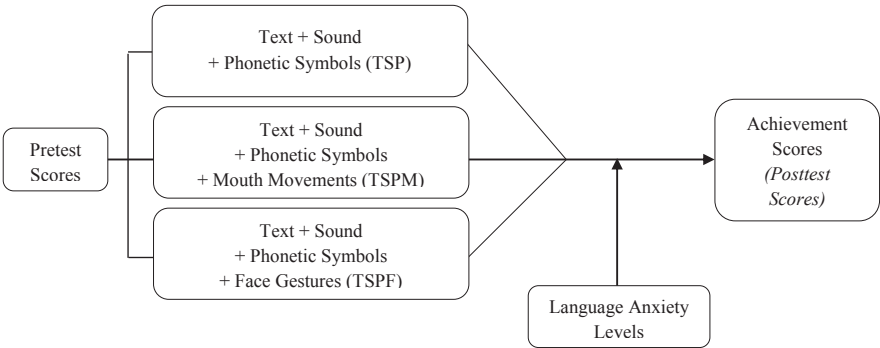 Text + Sound
+ Phonetic Symbols (TSP)
Text + Sound
+ Phonetic Symbols
+ Mouth Movements (TSPM)
Text + Sound
+ Phonetic Symbols
+ Face Gestures (TSPF)
Pretest
Scores
Achievement
Scores
(Posttest
Scores)
Language Anxiety
Levels